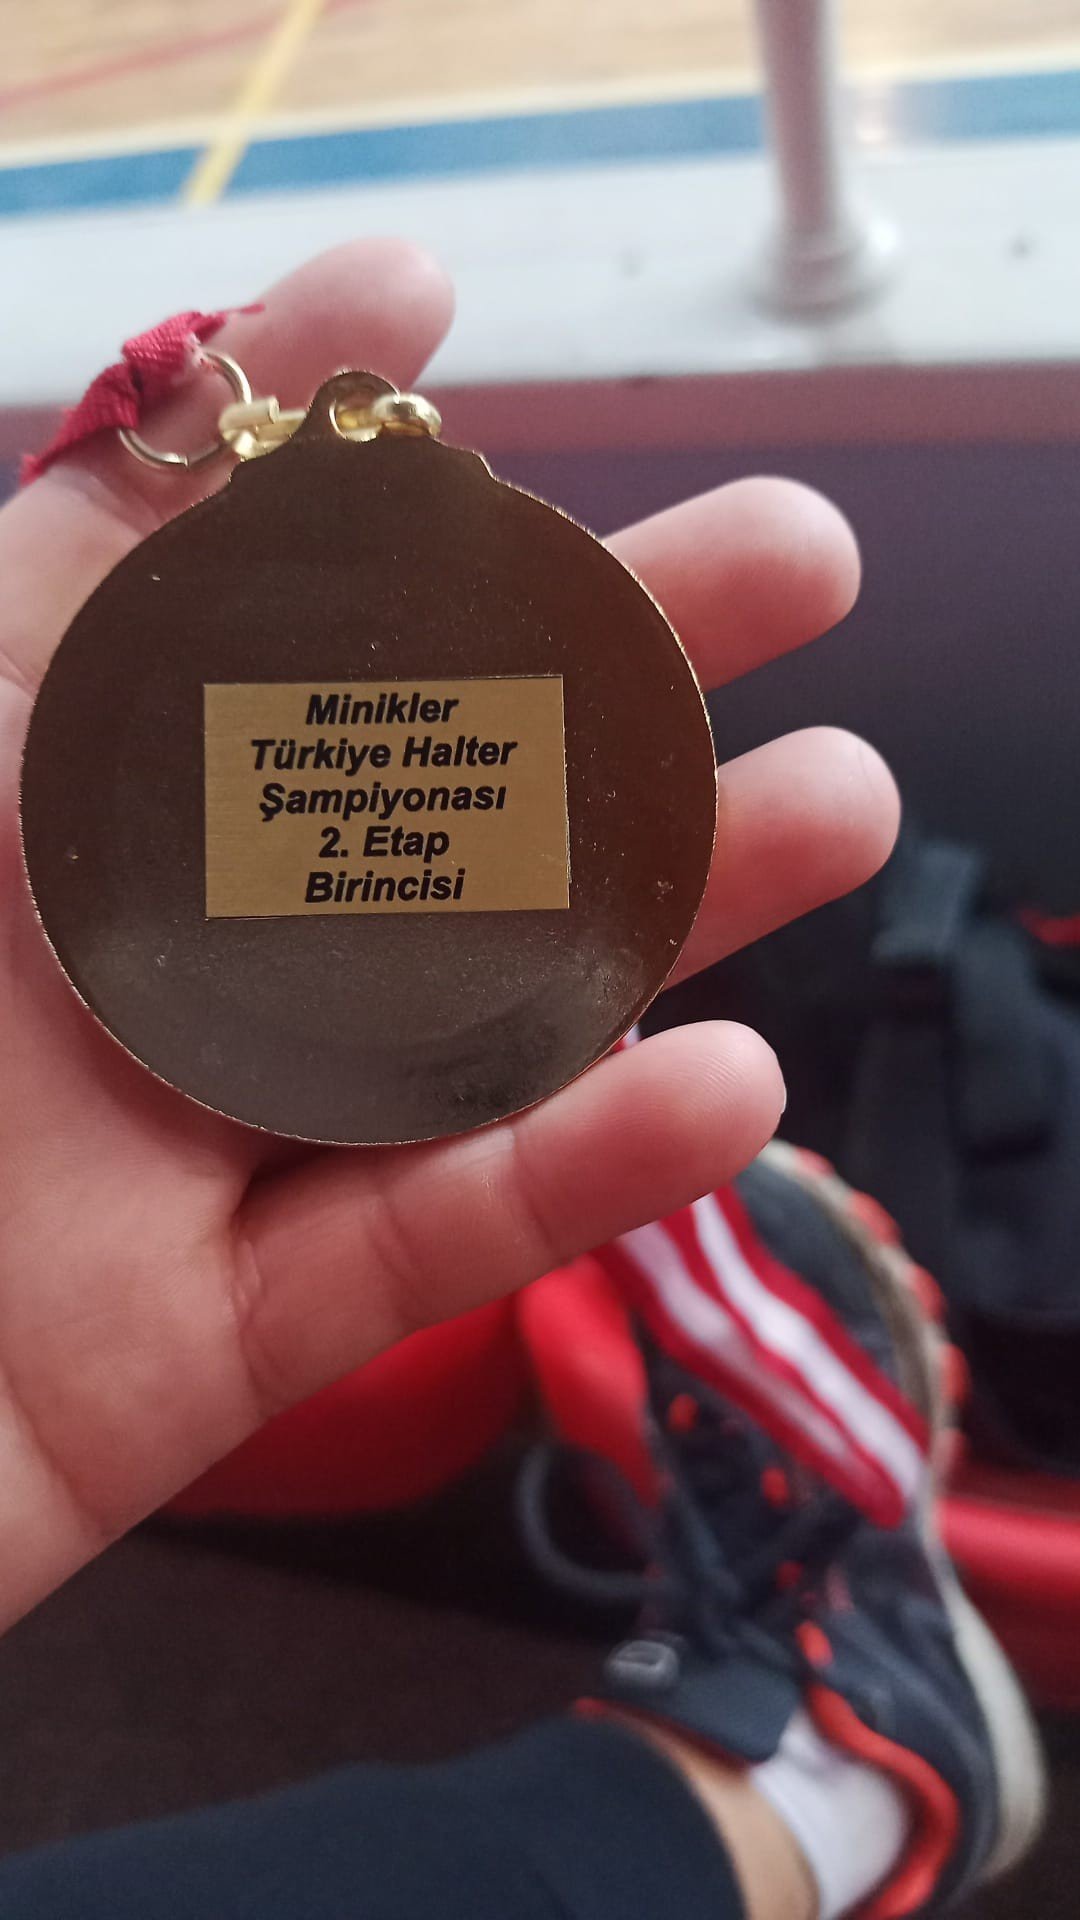 Minikler
Türkiye Halter
Şampiyonası
2. Etap
Birincisi